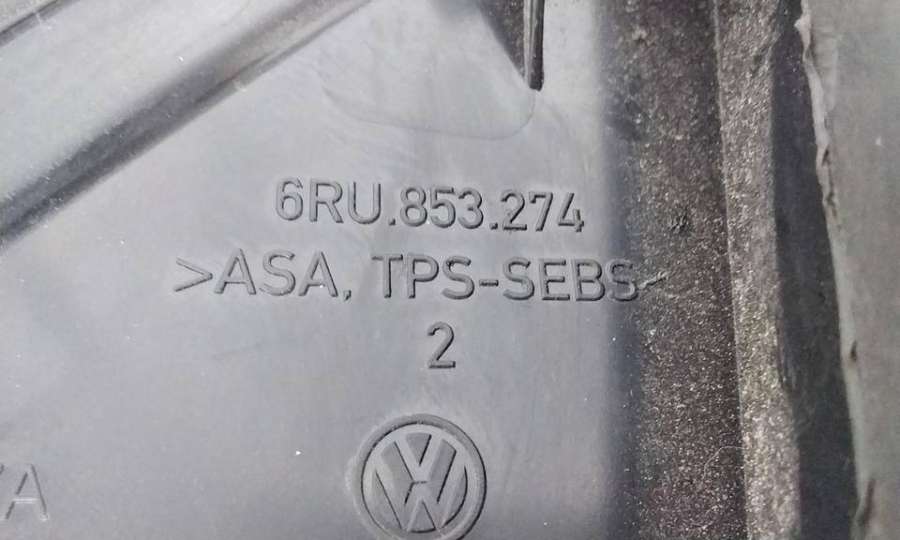 6RU.853.274
>ASA, TPS-SEBS<
2